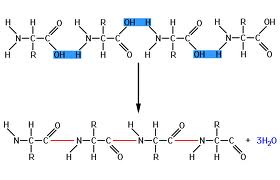 H H O R OH H H O R OH
N C C H N C C N C C H N C C
H R OH H H O R OH H H O
H H O R H H O R
N C C N C C N C C N C C + 3H₂O
H R H H O R H H O